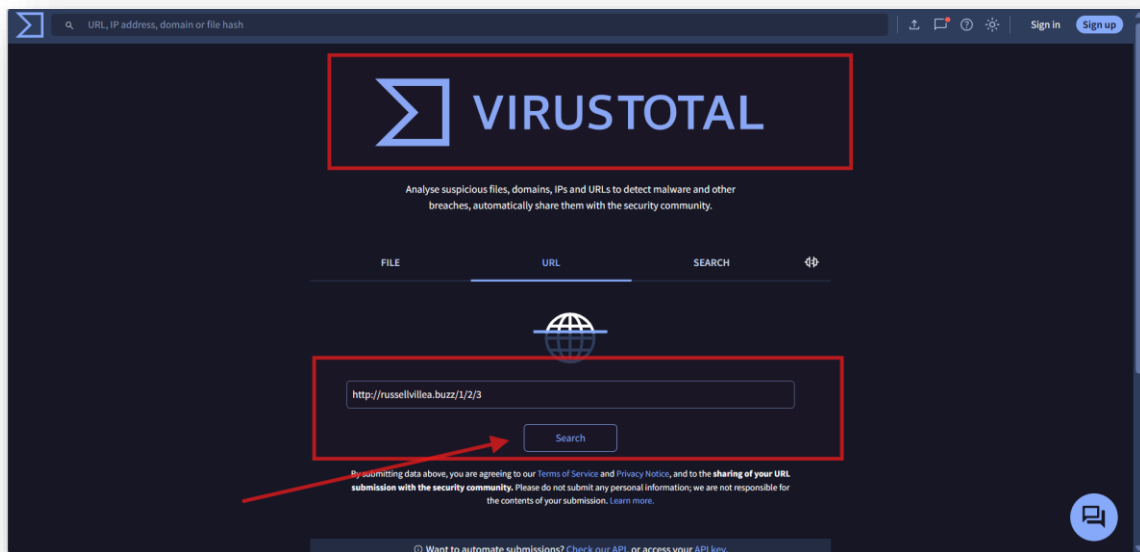 URL, IP address, domain or file hash
Sign in
Sign up
VIRUSTOTAL
Analyse suspicious files, domains, IPs and URLs to detect malware and other
breaches, automatically share them with the security community.
FILE
URL
SEARCH
http://russellvillea.buzz/1/2/3
Search
By submitting data above, you are agreeing to our Terms of Service and Privacy Notice, and to the sharing of your URL
submission with the security community. Please do not submit any personal information; we are not responsible for
the contents of your submission. Learn more.
Want to automate submissions? Check our API, or access your API key.